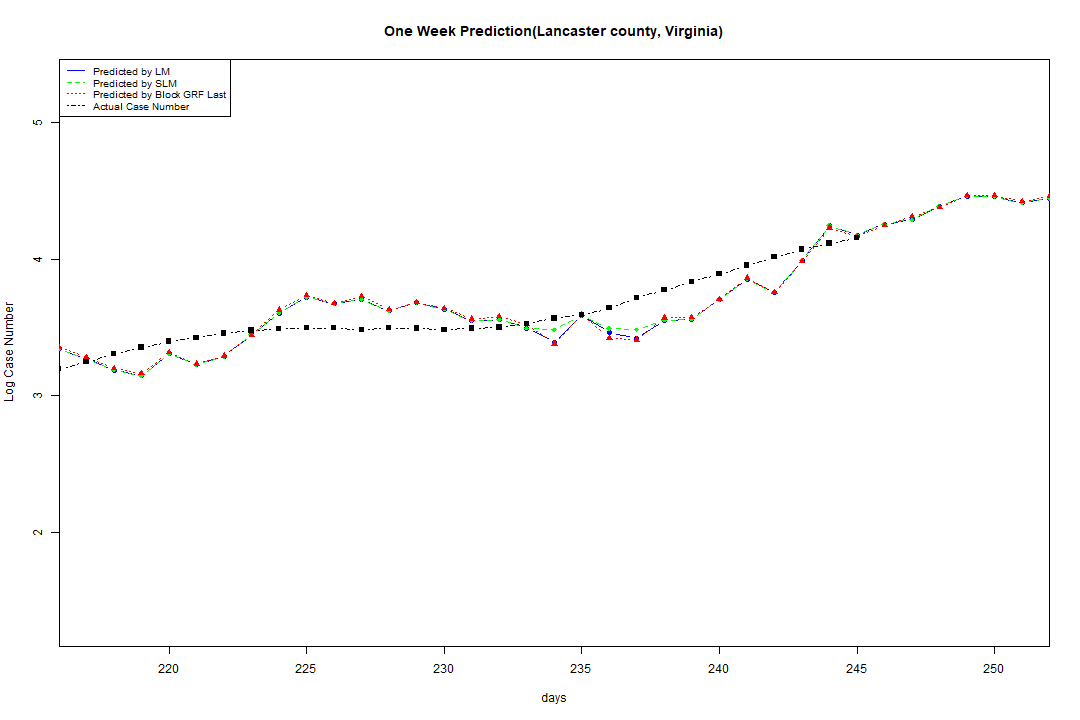 One Week Prediction(Lancaster county, Virginia)
Predicted by LM
Predicted by SLM
Predicted by Block GRF Last
Actual Case Number
5
4
3
2
Log Case Number
220 225 230 235 240 245 250
days